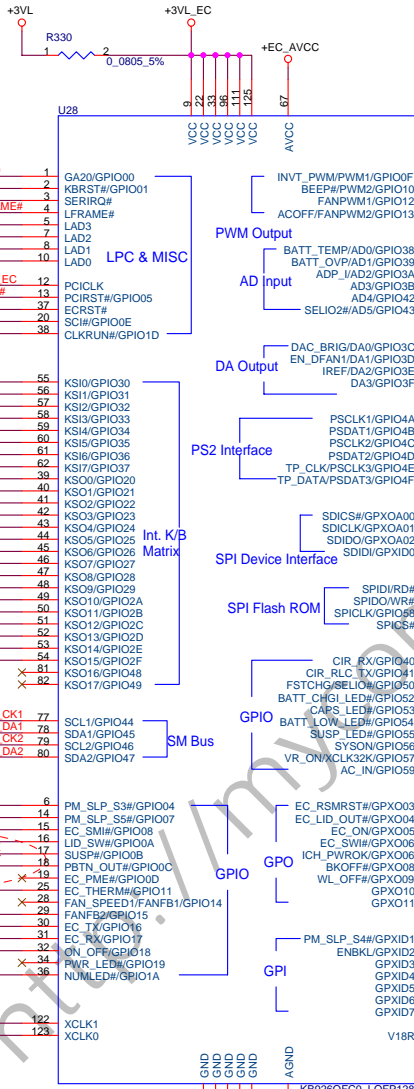 +3VL
+3VL_EC
R330
1 2
0_0805_5%
+EC_AVCC
9 22 33 96 111 125 67
U28
VCC VCC VCC VCC VCC VCC AVCC
1 GA20/GPIO00
2 KBRST#/GPIO01
3 SERIRQ#
ME# 4 LFRAME#
5 LAD3
7 LAD2
8 LAD1
10 LAD0
LPC & MISC
EC 12 PCICLK
# 13 PCIRST#/GPIO05
37 ECRST#
20 SCI#/GPIO0E
38 CLKRUN#/GPIO1D
INVT_PWM/PWM1/GPIO0F
BEEP#/PWM2/GPIO10
FANPWM1/GPIO12
ACOFF/FANPWM2/GPIO13
PWM Output
BATT_TEMP/AD0/GPIO38
BATT_OVP/AD1/GPIO39
ADP_I/AD2/GPIO3A
AD3/GPIO3B
AD4/GPIO42
SELIO2#/AD5/GPIO43
AD Input
DAC_BRIG/DA0/GPIO3C
EN_DFAN1/DA1/GPIO3D
IREF/DA2/GPIO3E
DA3/GPIO3F
DA Output
55 KSI0/GPIO30
56 KSI1/GPIO31
57 KSI2/GPIO32
58 KSI3/GPIO33
59 KSI4/GPIO34
60 KSI5/GPIO35
61 KSI6/GPIO36
62 KSI7/GPIO37
39 KSO0/GPIO20
40 KSO1/GPIO21
41 KSO2/GPIO22
42 KSO3/GPIO23
43 KSO4/GPIO24
44 KSO5/GPIO25
45 KSO6/GPIO26
46 KSO7/GPIO27
47 KSO8/GPIO28
48 KSO9/GPIO29
49 KSO10/GPIO2A
50 KSO11/GPIO2B
51 KSO12/GPIO2C
52 KSO13/GPIO2D
53 KSO14/GPIO2E
54 KSO15/GPIO2F
81 KSO16/GPIO48
82 KSO17/GPIO49
Int. K/B
Matrix
PSCLK1/GPIO4A
PSDAT1/GPIO4B
PSCLK2/GPIO4C
PSDAT2/GPIO4D
TP_CLK/PSCLK3/GPIO4E
TP_DATA/PSDAT3/GPIO4F
PS2 Interface
SDICS#/GPXOA00
SDICLK/GPXOA01
SDIDO/GPXOA02
SDIDI/GPXID0
SPI Device Interface
SPIDI/RD#
SPIDO/WR#
SPICLK/GPIO58
SPICS#
SPI Flash ROM
CIR_RX/GPIO40
CIR_RLC_TX/GPIO41
FSTCHG/SELIO#/GPIO50
BATT_CHGI_LED#/GPIO52
CAPS_LED#/GPIO53
BATT_LOW_LED#/GPIO54
SUSP_LED#/GPIO55
SYSON/GPIO56
VR_ON/XCLK32K/GPIO57
AC_IN/GPIO59
GPIO
CK1 77 SCL1/GPIO44
DA1 78 SDA1/GPIO45
CK2 79 SCL2/GPIO46
DA2 80 SDA2/GPIO47
SM Bus
6 PM_SLP_S3#/GPIO04
14 PM_SLP_S5#/GPIO07
15 EC_SMI#/GPIO08
16 LID_SW#/GPIO0A
17 SUSP#/GPIO0B
18 PBTN_OUT#/GPIO0C
19 EC_PME#/GPIO0D
25 EC_THERM#/GPIO11
28 FAN_SPEED1/FANFB1/GPIO14
29 FANFB2/GPIO15
30 EC_TX/GPIO16
31 EC_RX/GPIO17
32 ON_OFF/GPIO18
34 PWR_LED#/GPIO19
36 NUMLED#/GPIO1A
GPIO
EC_RSMRST#/GPXO03
EC_LID_OUT#/GPXO04
EC_ON/GPXO05
EC_SWI#/GPXO06
ICH_PWROK/GPXO06
BKOFF#/GPXO08
WL_OFF#/GPXO09
GPXO10
GPXO11
GPO
PM_SLP_S4#/GPXID1
ENBKL/GPXID2
GPXID3
GPXID4
GPXID5
GPXID6
GPXID7
GPI
122 XCLK1
123 XCLK0
V18R
GND GND GND GND GND AGND
KB926QFC0_LQFP128
http://mycom